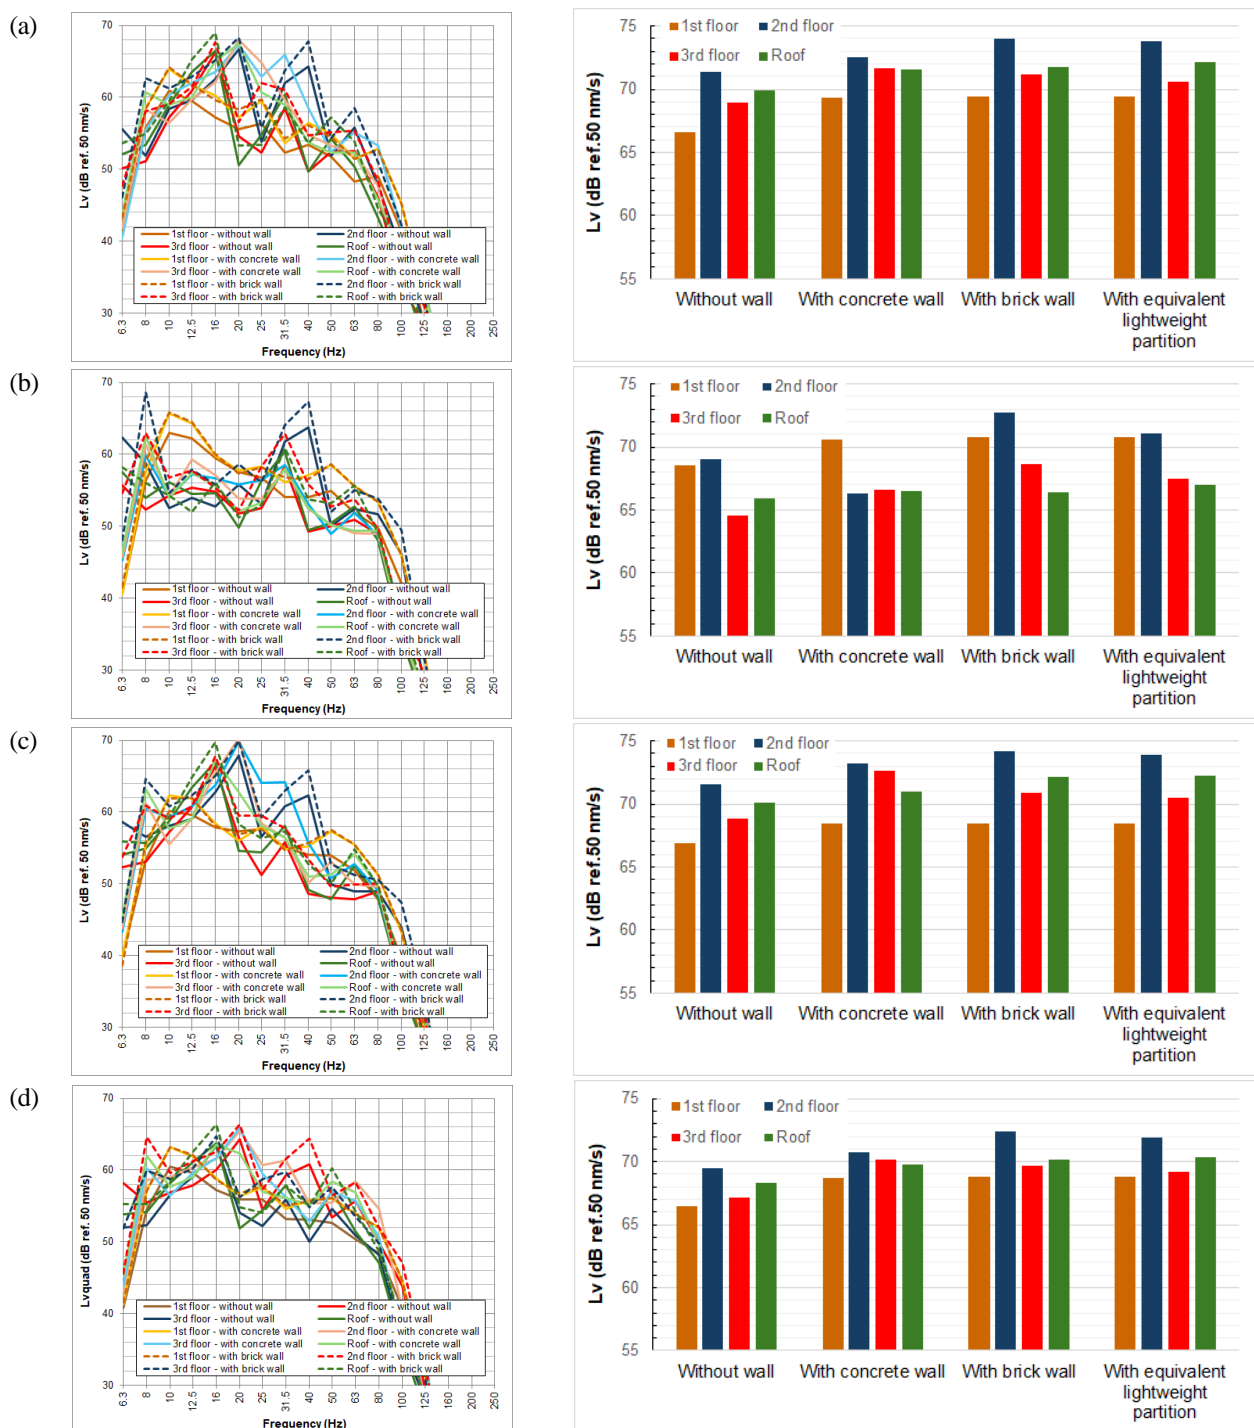 (a)
70
60
50
40
30
Lv (dB ref.50 nm/s)
1st floor - without wall
2nd floor - without wall
3rd floor - without wall
Roof - without wall
1st floor - with concrete wall
2nd floor - with concrete wall
3rd floor - with concrete wall
Roof - with concrete wall
1st floor - with brick wall
2nd floor - with brick wall
3rd floor - with brick wall
Roof - with brick wall
6.3 8 10 12.5 16 20 25 31.5 40 50 63 80 100 125 160 200 250
Frequency (Hz)
75
70
65
60
55
Lv (dB ref.50 nm/s)
1st floor 2nd floor
3rd floor Roof
Without wall With concrete wall With brick wall With equivalent
lightweight
partition
(b)
70
60
50
40
30
Lv (dB ref.50 nm/s)
1st floor - without wall
2nd floor - without wall
3rd floor - without wall
Roof - without wall
1st floor - with concrete wall
2nd floor - with concrete wall
3rd floor - with concrete wall
Roof - with concrete wall
1st floor - with brick wall
2nd floor - with brick wall
3rd floor - with brick wall
Roof - with brick wall
6.3 8 10 12.5 16 20 25 31.5 40 50 63 80 100 125 160 200 250
Frequency (Hz)
75
70
65
60
55
Lv (dB ref.50 nm/s)
1st floor 2nd floor
3rd floor Roof
Without wall With concrete wall With brick wall With equivalent
lightweight
partition
(c)
70
60
50
40
30
Lv (dB ref.50 nm/s)
1st floor - without wall
2nd floor - without wall
3rd floor - without wall
Roof - without wall
1st floor - with concrete wall
2nd floor - with concrete wall
3rd floor - with concrete wall
Roof - with concrete wall
1st floor - with brick wall
2nd floor - with brick wall
3rd floor - with brick wall
Roof - with brick wall
6.3 8 10 12.5 16 20 25 31.5 40 50 63 80 100 125 160 200 250
Frequency (Hz)
75
70
65
60
55
Lv (dB ref.50 nm/s)
1st floor 2nd floor
3rd floor Roof
Without wall With concrete wall With brick wall With equivalent
lightweight
partition
(d)
70
60
50
40
30
Lv quad (dB ref.50 nm/s)
1st floor - without wall
2nd floor - without wall
3rd floor - without wall
Roof - without wall
1st floor - with concrete wall
2nd floor - with concrete wall
3rd floor - with concrete wall
Roof - with concrete wall
1st floor - with brick wall
2nd floor - with brick wall
3rd floor - with brick wall
Roof - with brick wall
6.3 8 10 12.5 16 20 25 31.5 40 50 63 80 100 125 160 200 250
Frequency (Hz)
75
70
65
60
55
Lv (dB ref.50 nm/s)
1st floor 2nd floor
3rd floor Roof
Without wall With concrete wall With brick wall With equivalent
lightweight
partition